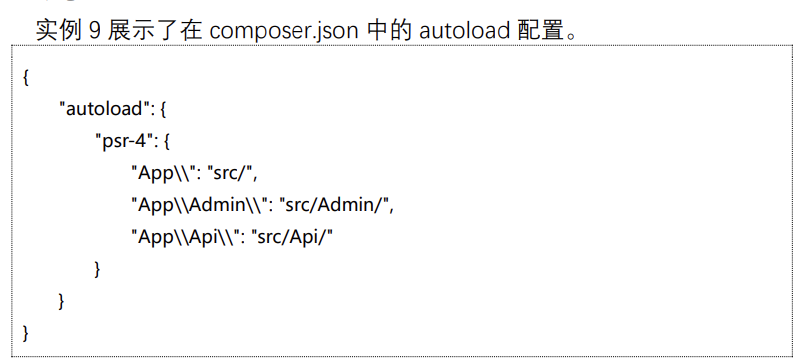 实例 9 展示了在 composer.json 中的 autoload 配置。
{
"autoload": {
"psr-4": {
"App\\": "src/",
"App\\Admin\\": "src/Admin/",
"App\\Api\\": "src/Api/"
}
}
}